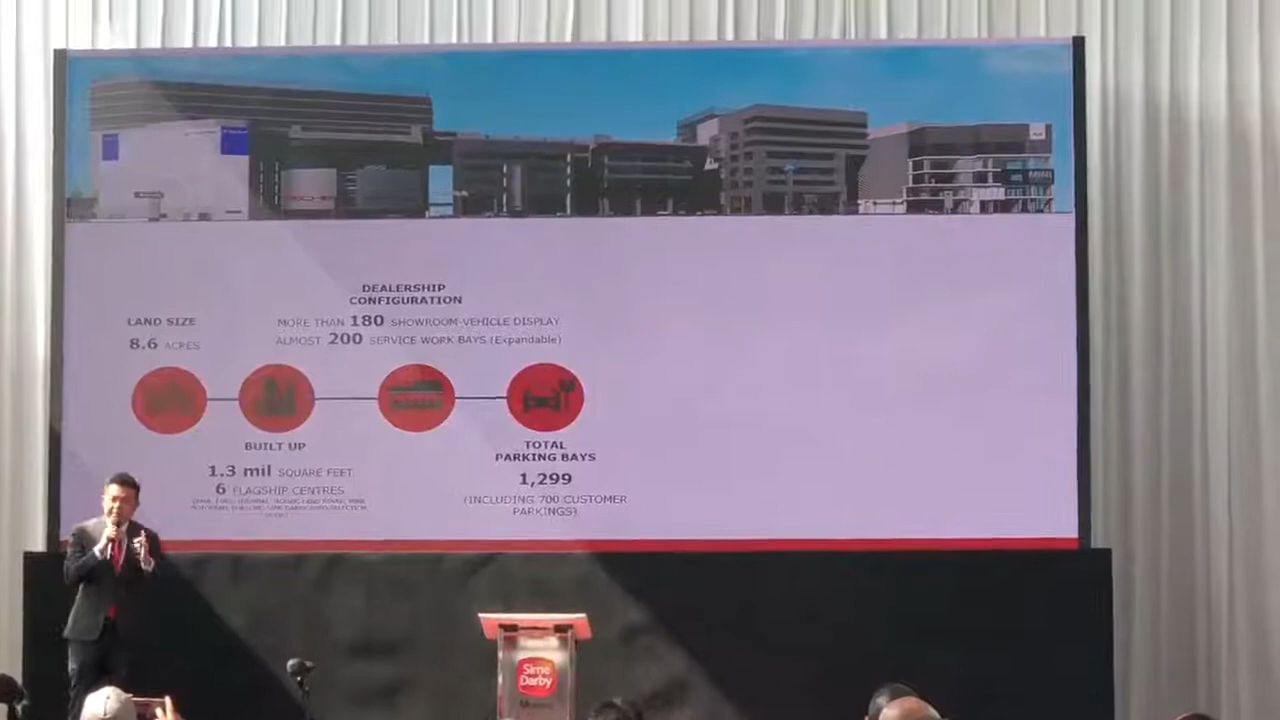 DEALERSHIP
CONFIGURATION
LAND SIZE
MORE THAN 180 SHOWROOM-VEHICLE DISPLAY
8.6 ACRES
ALMOST 200 SERVICE WORK BAYS (Expandable)
BUILT UP
TOTAL
PARKING BAYS
1.3 mil SQUARE FEET
1,299
6 FLAGSHIP CENTRES
(INCLUDING 700 CUSTOMER
PARKINGS)
Sime
Darby